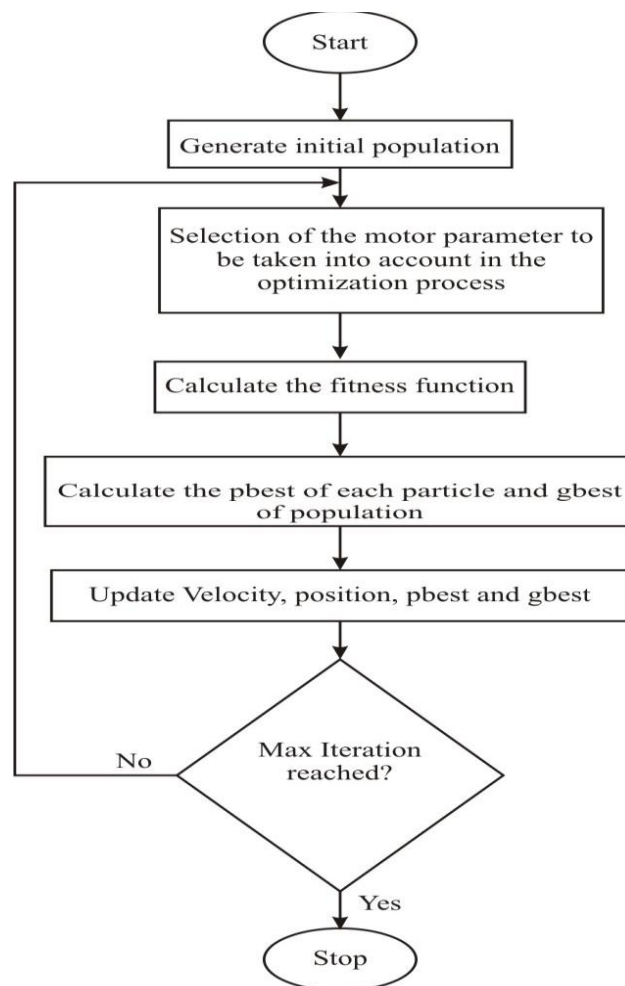 Start
Generate initial population
Selection of the motor parameter to
be taken into account in the
optimization process
Calculate the fitness function
Calculate the pbest of each particle and gbest
of population
Update Velocity, position, pbest and gbest
Max Iteration
reached?
No
Yes
Stop